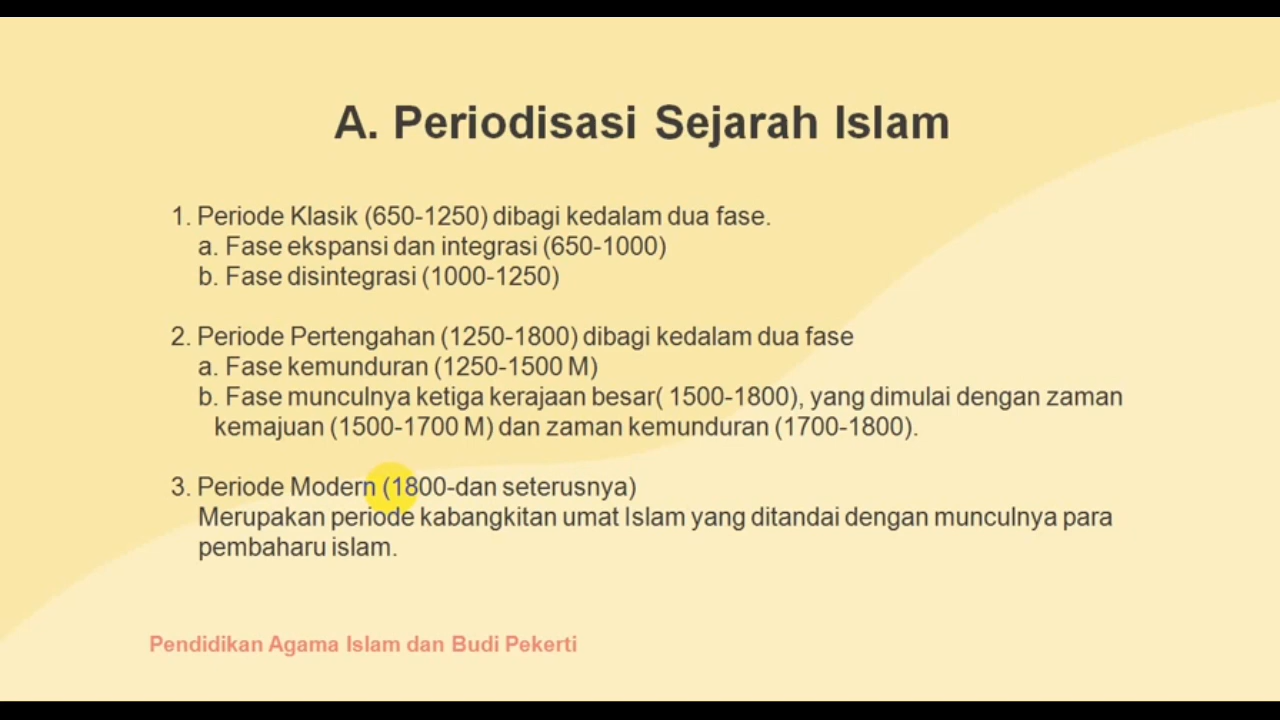 A. Periodisasi Sejarah Islam
1. Periode Klasik (650-1250) dibagi kedalam dua fase.
a. Fase ekspansi dan integrasi (650-1000)
b. Fase disintegrasi (1000-1250)
2. Periode Pertengahan (1250-1800) dibagi kedalam dua fase
a. Fase kemunduran (1250-1500 M)
b. Fase munculnya ketiga kerajaan besar( 1500-1800), yang dimulai dengan zaman
kemajuan (1500-1700 M) dan zaman kemunduran (1700-1800).
3. Periode Modern (1800-dan seterusnya)
Merupakan periode kabangkitan umat Islam yang ditandai dengan munculnya para
pembaharu islam.
Pendidikan Agama Islam dan Budi Pekerti